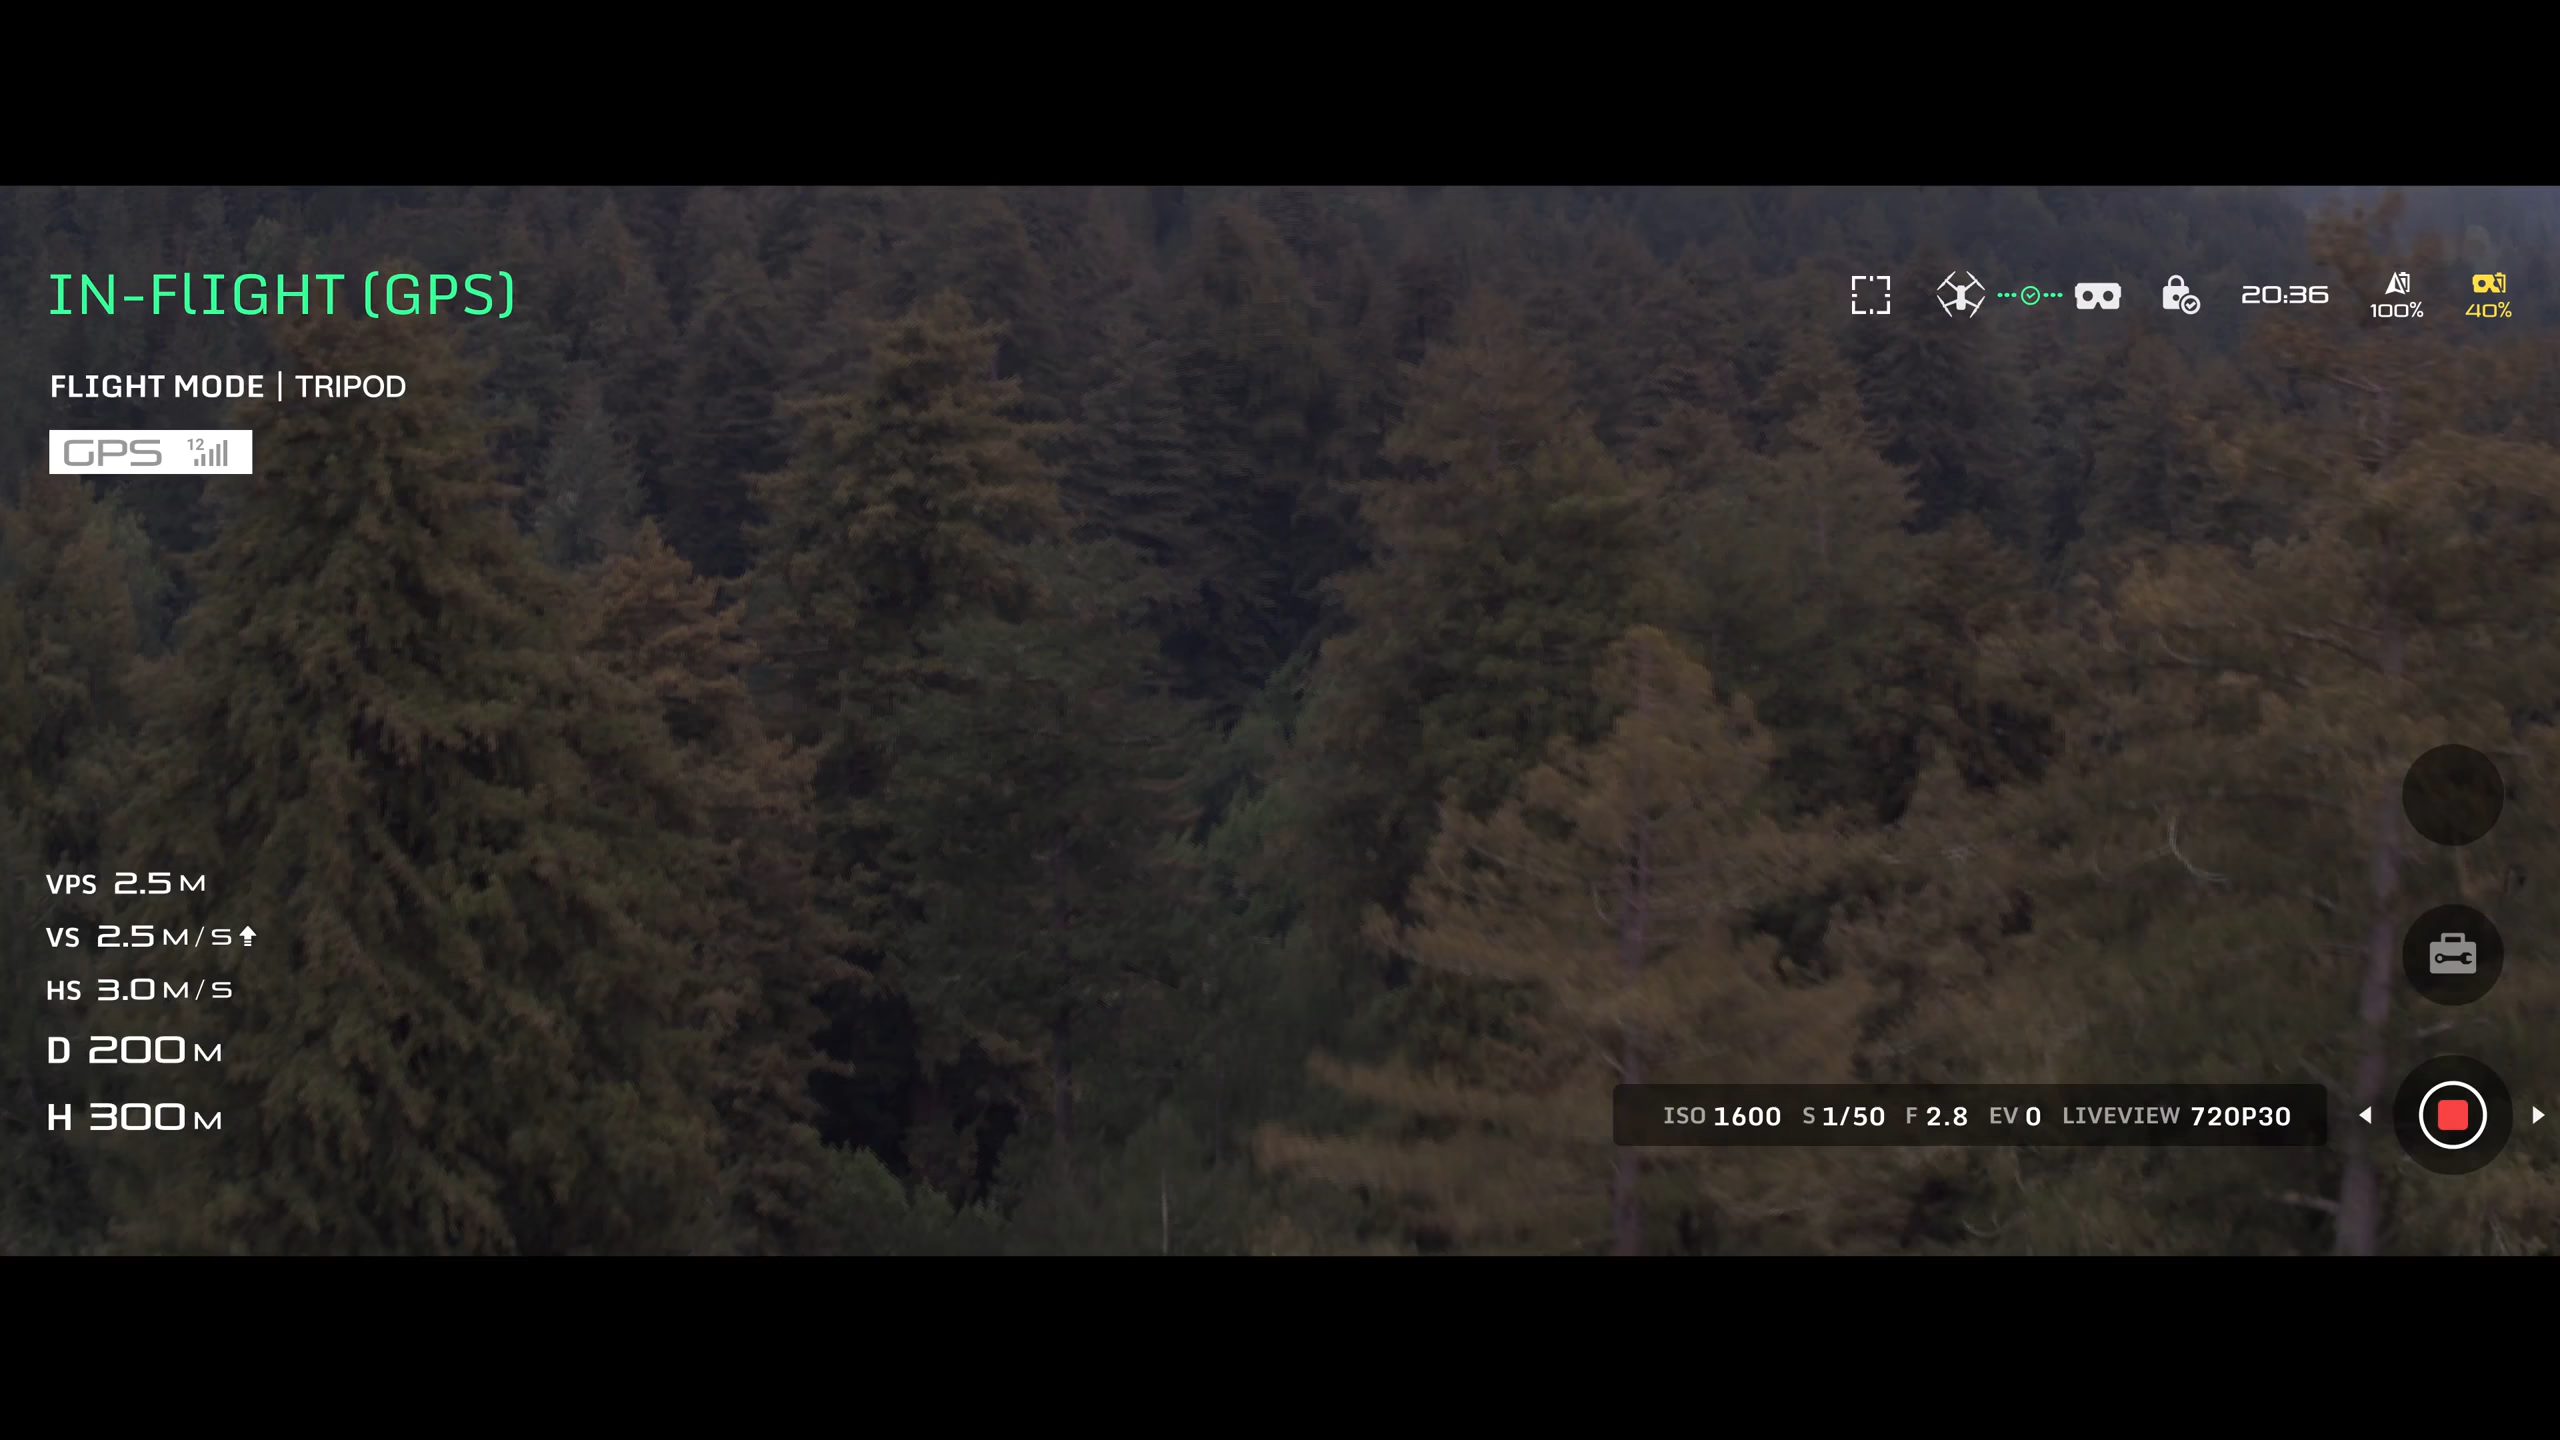 IN-FlIGHT (GPS)
20:36
100%
40%
FLIGHT MODE | TRIPOD
GPS 12
VPS 2.5 M
VS 2.5 M/S
HS 3.0 M/S
D 200 M
H 300 M
ISO 1600 S 1/50 F 2.8 EV 0 LIVEVIEW 720P30